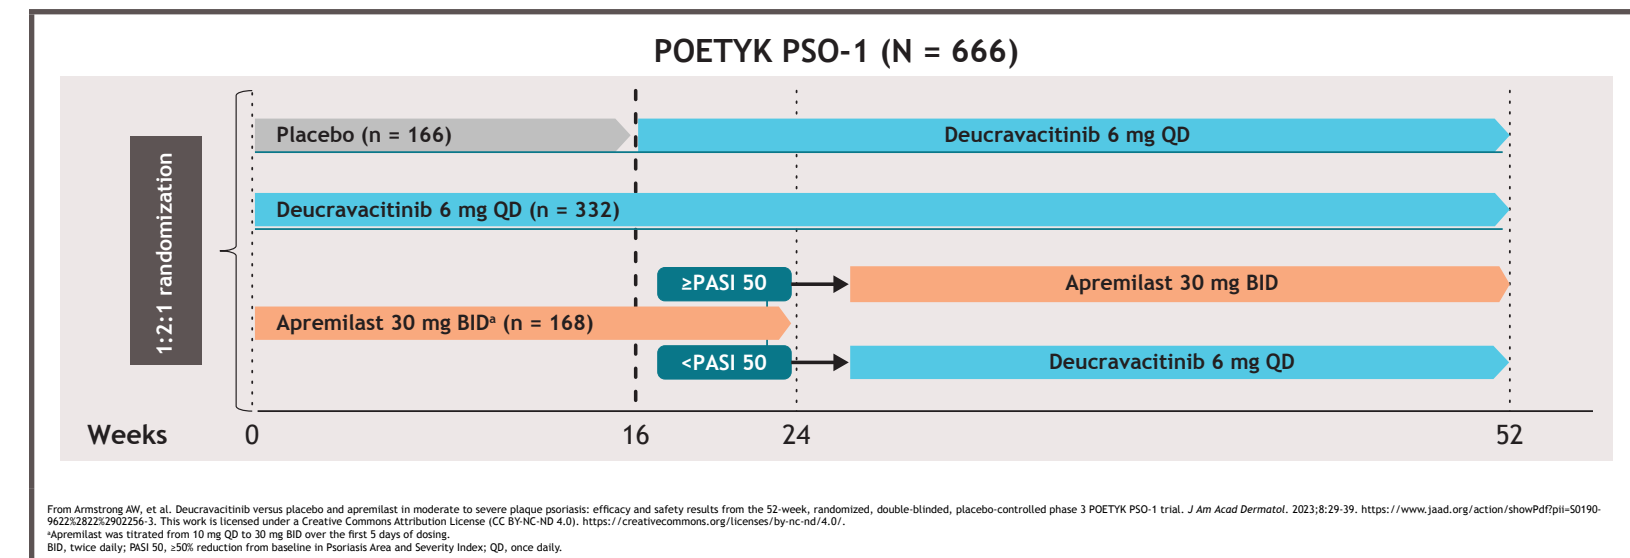 POETYK PSO-1 (N = 666)
1:2:1 randomization
Placebo (n = 166)
Deucravacitinib 6 mg QD
Deucravacitinib 6 mg QD (n = 332)
≥PASI 50
Apremilast 30 mg BID
Apremilast 30 mg BIDᵃ (n = 168)
<PASI 50
Deucravacitinib 6 mg QD
Weeks 0 16 24 52
From Armstrong AW, et al. Deucravacitinib versus placebo and apremilast in moderate to severe plaque psoriasis: efficacy and safety results from the 52-week, randomized, double-blinded, placebo-controlled phase 3 POETYK PSO-1 trial. J Am Acad Dermatol. 2023;8:29-39. https://www.jaad.org/action/showPdf?pii=S0190-
9622%2822%2902256-3. This work is licensed under a Creative Commons Attribution License (CC BY-NC-ND 4.0). https://creativecommons.org/licenses/by-nc-nd/4.0/.
ᵃApremilast was titrated from 10 mg QD to 30 mg BID over the first 5 days of dosing.
BID, twice daily; PASI 50, ≥50% reduction from baseline in Psoriasis Area and Severity Index; QD, once daily.